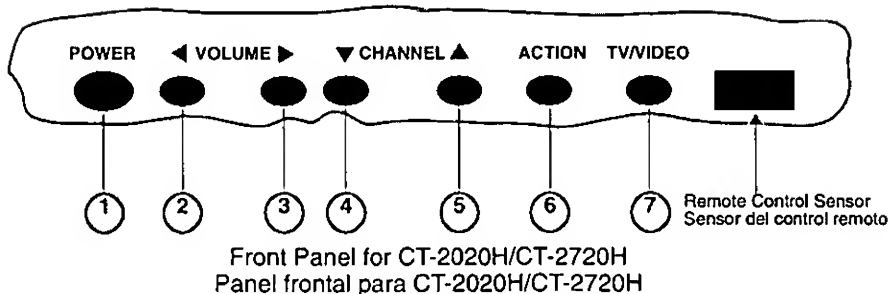 POWER ◀ VOLUME ▶ ▼ CHANNEL ▲ ACTION TV/VIDEO
1 2 3 4 5 6 7
Remote Control Sensor
Sensor del control remoto
Front Panel for CT-2020H/CT-2720H
Panel frontal para CT-2020H/CT-2720H